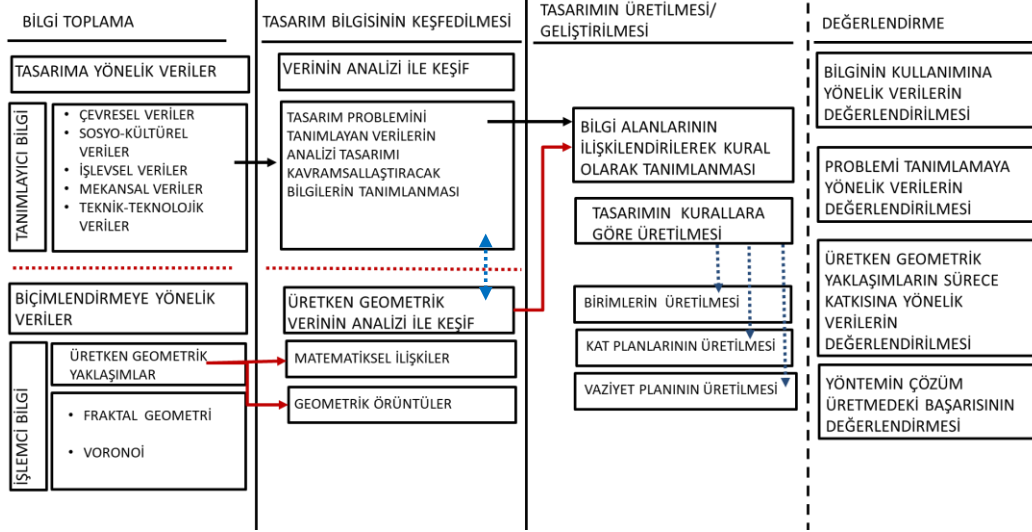 BİLGİ TOPLAMA
TASARIMA YÖNELİK VERİLER
TANIMLAYICI BİLGİ
• ÇEVRESEL VERİLER
• SOSYO-KÜLTÜREL
VERİLER
• İŞLEVSEL VERİLER
• MEKANSAL VERİLER
• TEKNİK-TEKNOLOJİK
VERİLER
BİÇİMLENDİRMEYE YÖNELİK
VERİLER
İŞLEMCİ BİLGİ
ÜRETKEN GEOMETRİK
YAKLAŞIMLAR
• FRAKTAL GEOMETRİ
• VORONOİ
TASARIM BİLGİSİNİN KEŞFEDİLMESİ
VERİNİN ANALİZİ İLE KEŞİF
TASARIM PROBLEMİNİ
TANIMLAYAN VERİLERİN
ANALİZİ TASARIMI
KAVRAMSALLAŞTIRACAK
BİLGİLERİN TANIMLANMASI
ÜRETKEN GEOMETRİK
VERİNİN ANALİZİ İLE KEŞİF
MATEMATİKSEL İLİŞKİLER
GEOMETRİK ÖRÜNTÜLER
TASARIMIN ÜRETİLMESİ/
GELİŞTİRİLMESİ
BİLGİ ALANLARININ
İLİŞKİLENDİRİLEREK KURAL
OLARAK TANIMLANMASI
TASARIMIN KURALLARA
GÖRE ÜRETİLMESİ
BİRİMLERİN ÜRETİLMESİ
KAT PLANLARININ ÜRETİLMESİ
VAZİYET PLANININ ÜRETİLMESİ
DEĞERLENDİRME
BİLGİNİN KULLANIMINA
YÖNELİK VERİLERİN
DEĞERLENDİRİLMESİ
PROBLEMİ TANIMLAMAYA
YÖNELİK VERİLERİN
DEĞERLENDİRİLMESİ
ÜRETKEN GEOMETRİK
YAKLAŞIMLARIN SÜRECE
KATKISINA YÖNELİK
VERİLERİN
DEĞERLENDİRİLMESİ
YÖNTEMİN ÇÖZÜM
ÜRETMEDEKİ BAŞARISININ
DEĞERLENDİRMESİ